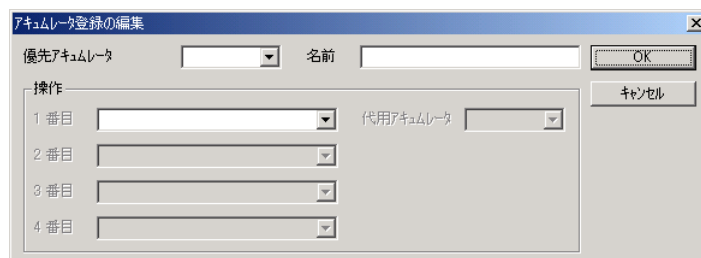 アキュムレータ登録の編集
優先アキュムレータ 名前 OK
操作 キャンセル
1 番目 代用アキュムレータ
2 番目
3 番目
4 番目